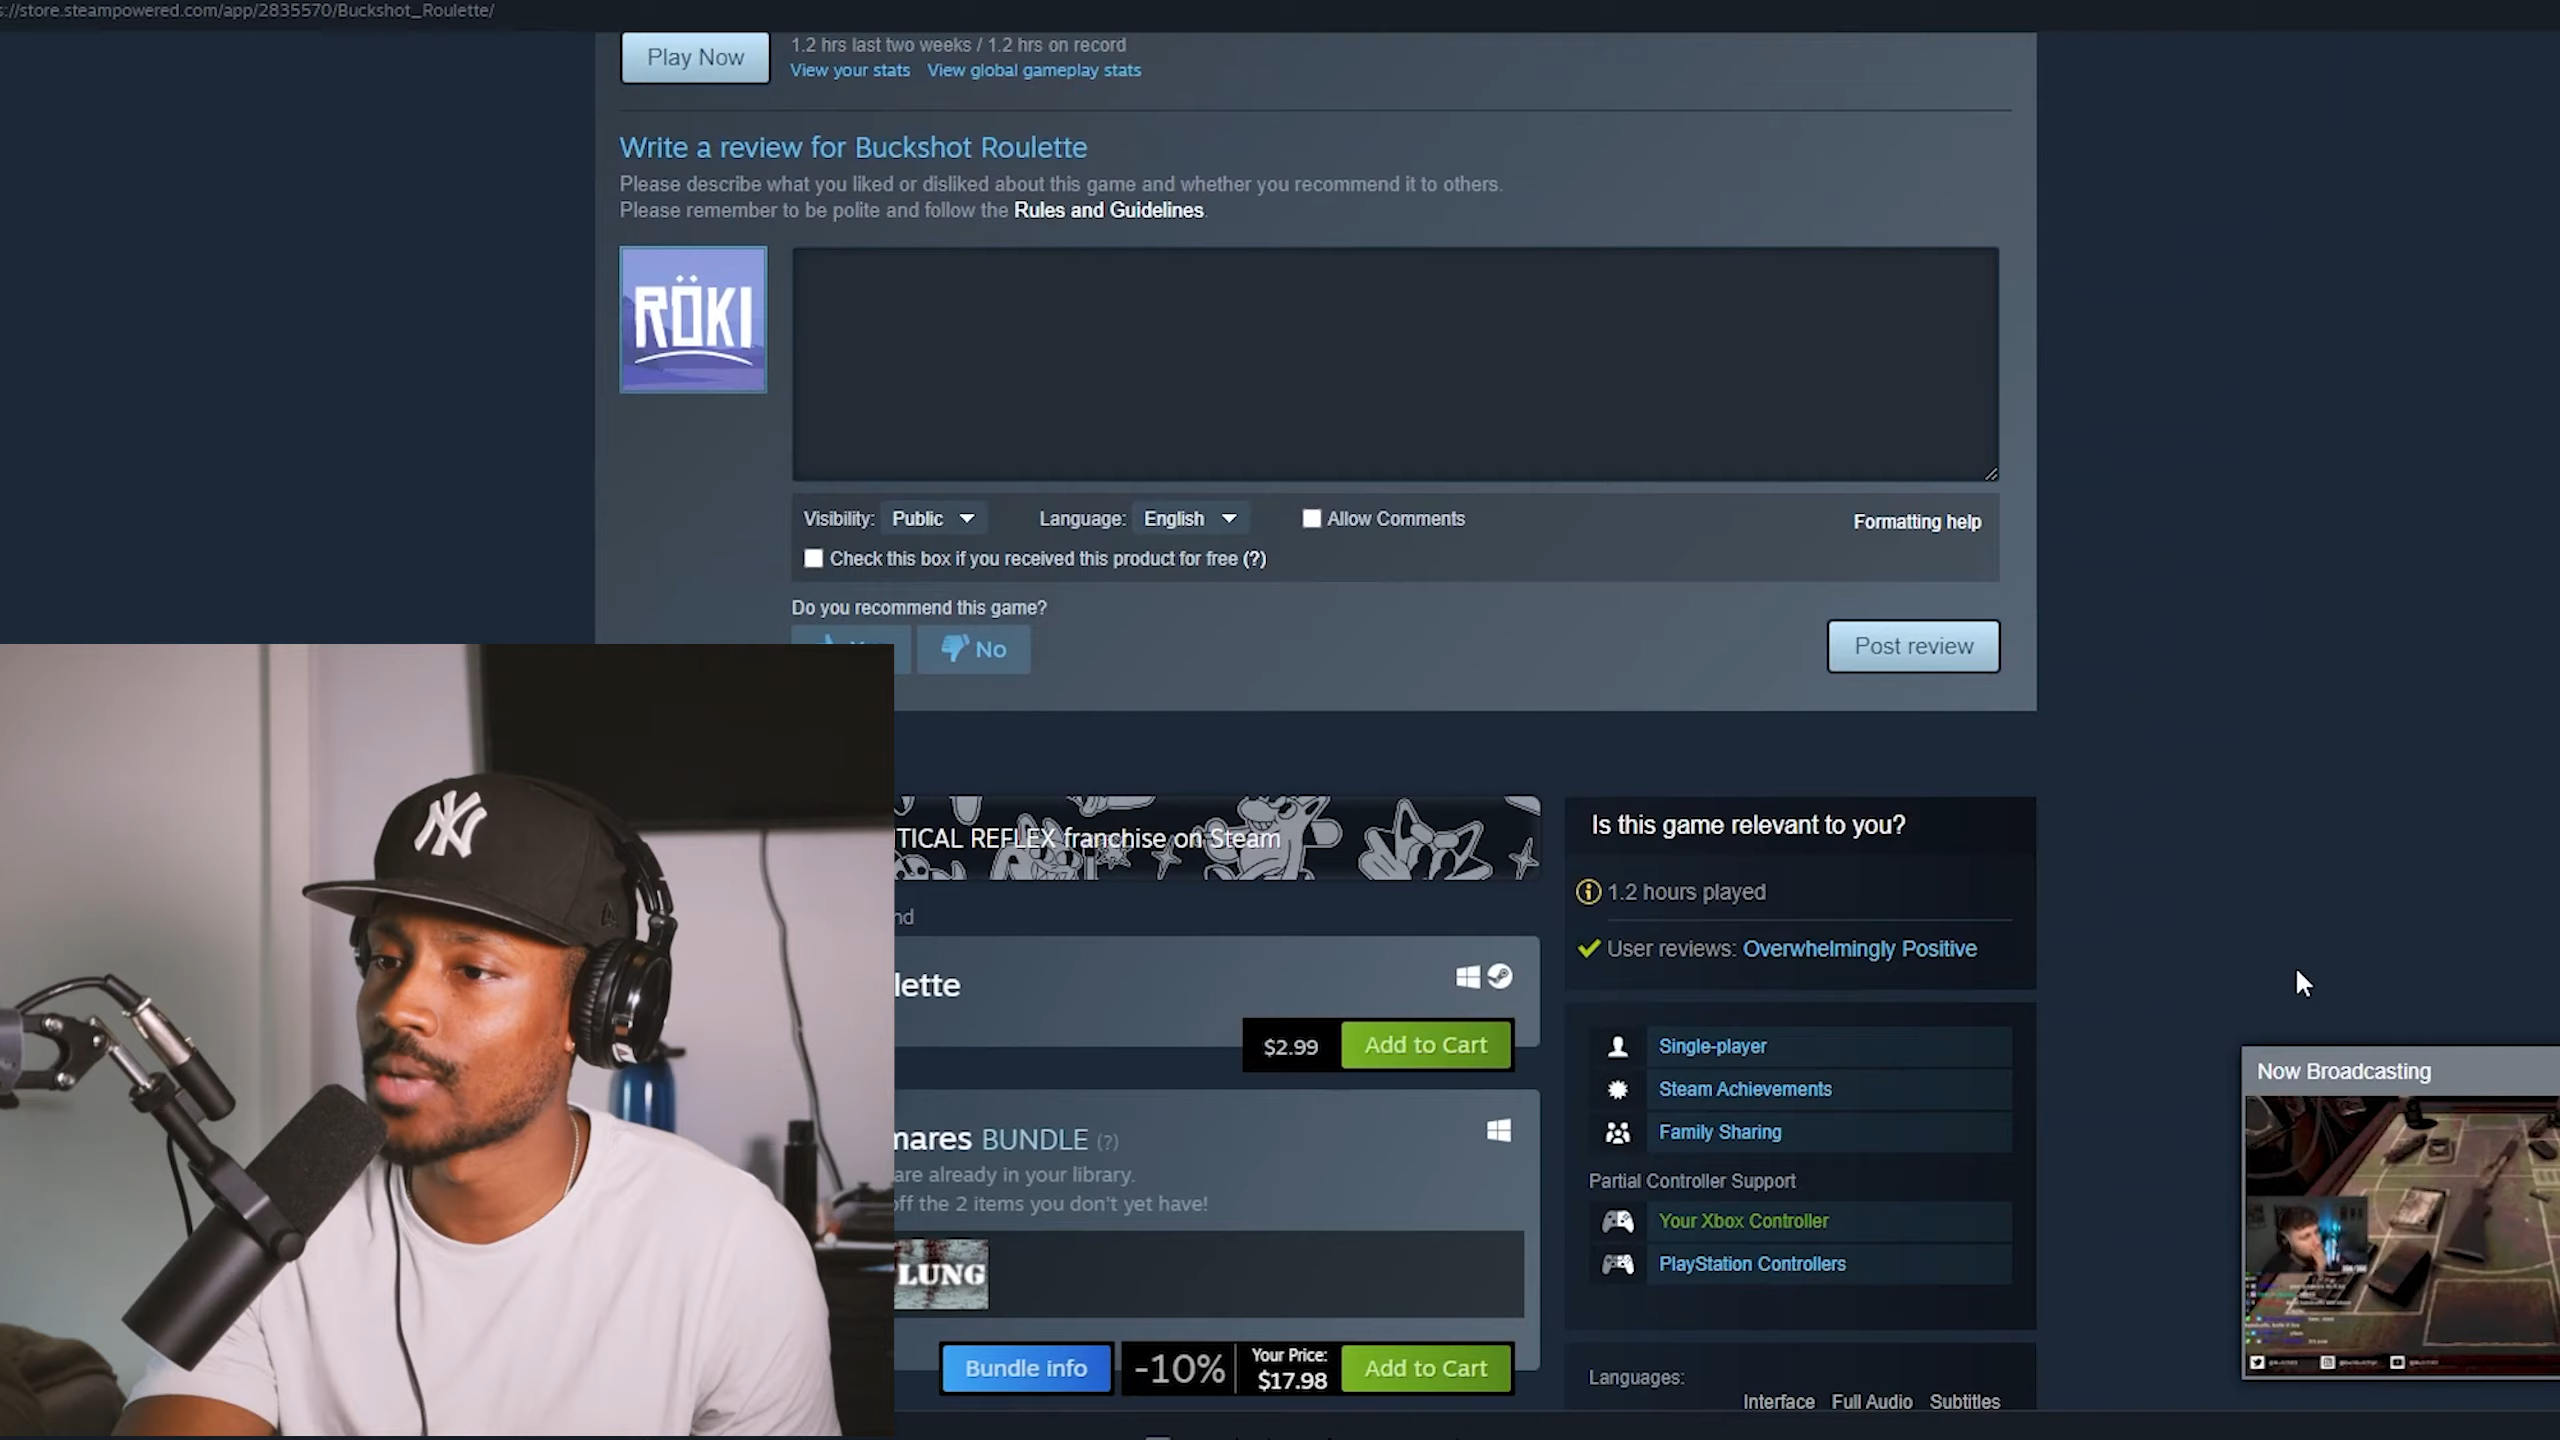 s://store.steampowered.com/app/2835570/Buckshot_Roulette/
Play Now
1.2 hrs last two weeks / 1.2 hrs on record
View your stats View global gameplay stats
Write a review for Buckshot Roulette
Please describe what you liked or disliked about this game and whether you recommend it to others.
Please remember to be polite and follow the Rules and Guidelines.
RÖKI
Visibility: Public Language: English Allow Comments Formatting help
Check this box if you received this product for free (?)
Do you recommend this game?
No
Post review
NY
TICAL REFLEX franchise on Steam
nd
lette
$2.99 Add to Cart
mares BUNDLE (?)
are already in your library.
off the 2 items you don't yet have!
LUNG
Bundle info -10% Your Price: $17.98 Add to Cart
Is this game relevant to you?
1.2 hours played
User reviews: Overwhelmingly Positive
Single-player
Steam Achievements
Family Sharing
Partial Controller Support
Your Xbox Controller
PlayStation Controllers
Languages:
Interface Full Audio Subtitles
Now Broadcasting